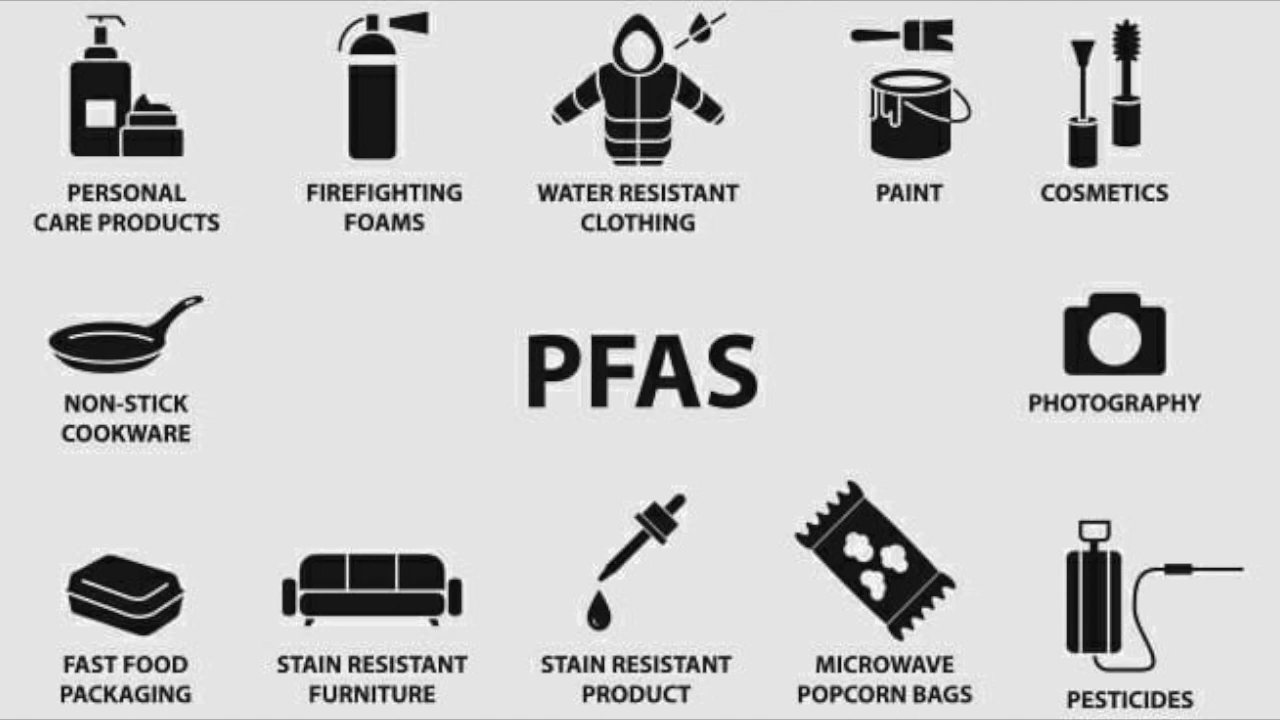 PERSONAL
CARE PRODUCTS
FIREFIGHTING
FOAMS
WATER RESISTANT
CLOTHING
PAINT
COSMETICS
NON-STICK
COOKWARE
PFAS
PHOTOGRAPHY
FAST FOOD
PACKAGING
STAIN RESISTANT
FURNITURE
STAIN RESISTANT
PRODUCT
MICROWAVE
POPCORN BAGS
PESTICIDES